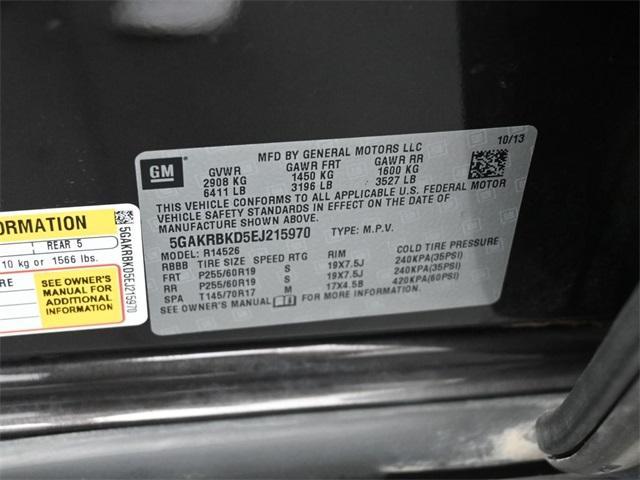 GM
MFD BY GENERAL MOTORS LLC
10/13
GVWR GAWR FRT GAWR RR
2908 KG 1450 KG 1600 KG
6411 LB 3196 LB 3527 LB
THIS VEHICLE CONFORMS TO ALL APPLICABLE U.S. FEDERAL MOTOR
VEHICLE SAFETY STANDARDS IN EFFECT ON THE DATE OF
MANUFACTURE SHOWN ABOVE.
5GAKRBKD5EJ215970 TYPE: M.P.V.
MODEL: R14526
RBBB TIRE SIZE SPEED RTG RIM COLD TIRE PRESSURE
FRT P255/60R19 S 19X7.5J 240KPA(35PSI)
RR P255/60R19 S 19X7.5J 240KPA(35PSI)
SPA T145/70R17 M 17X4.5B 420KPA(60PSI)
SEE OWNER'S MANUAL FOR MORE INFORMATION.
ORMATION
REAR 5
10 kg or 1566 lbs.
RE
SEE OWNER'S
MANUAL FOR
ADDITIONAL
INFORMATION
5GAKRBKD5EJ215970